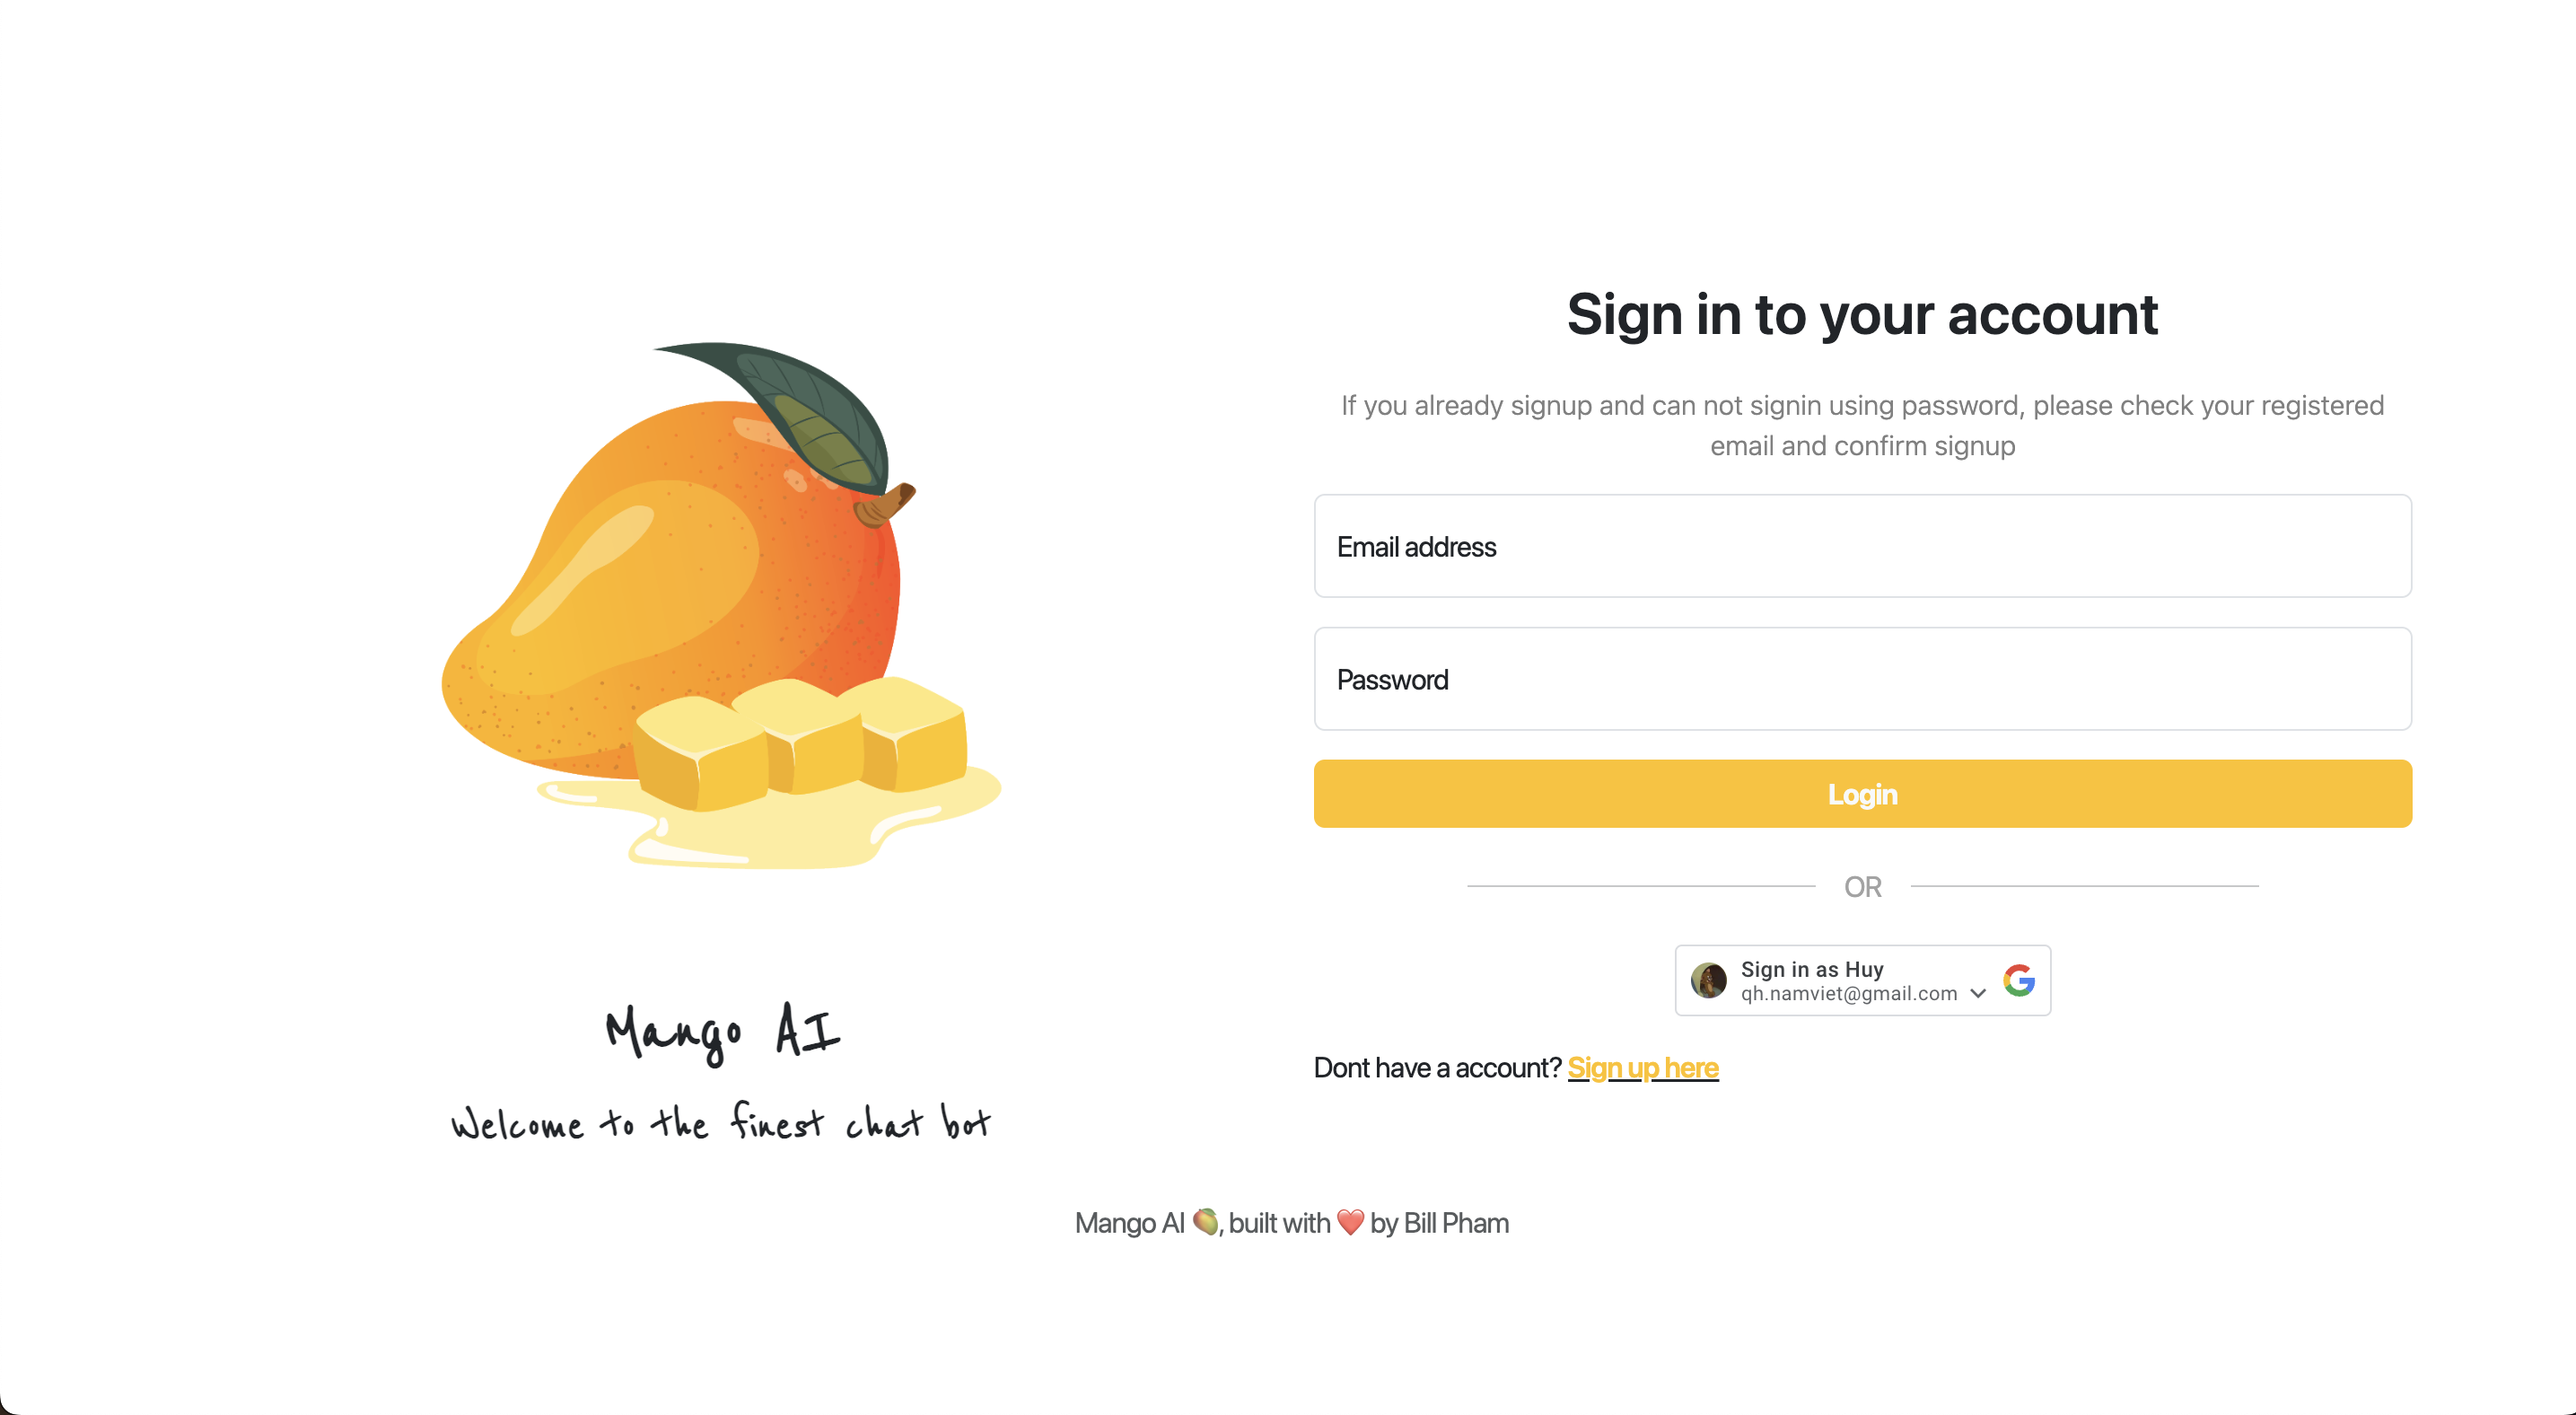 Sign in to your account
If you already signup and can not signin using password, please check your registered
email and confirm signup
Email address
Password
Login
OR
Sign in as Huy
qh.namviet@gmail.com
Dont have a account? Sign up here
Mango AI
Welcome to the finest chat bot
Mango AI 🥭, built with ❤️ by Bill Pham